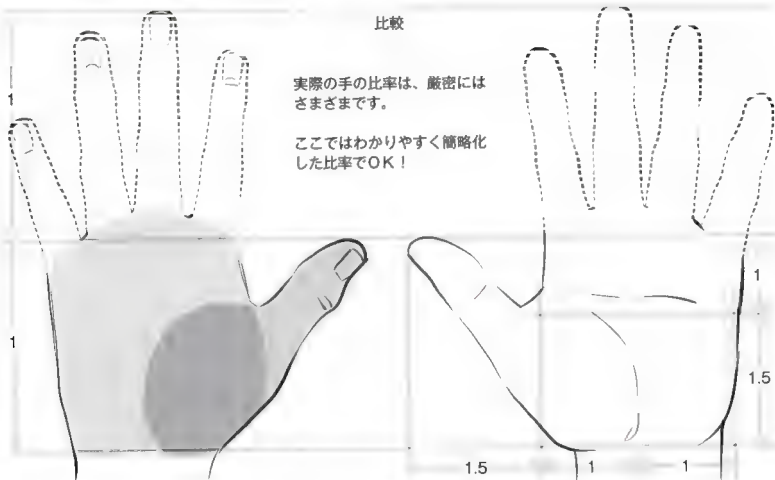 比較
実際の手の比率は、厳密には
さまざまです。
ここではわかりやすく簡略化
した比率でOK！
1
1
1
1.5
1.5
1
1